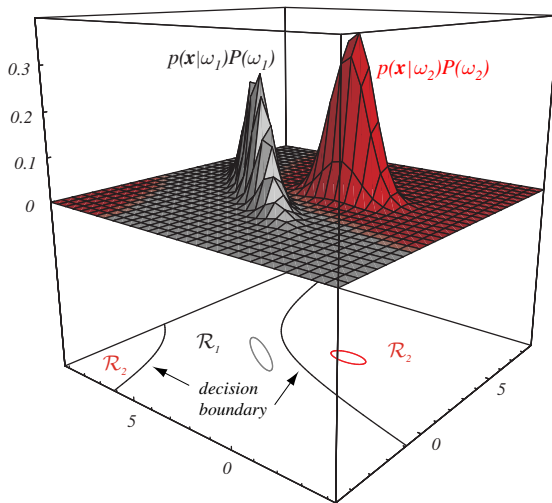 p(x|ω₁)P(ω₁)
p(x|ω₂)P(ω₂)
0.3
0.2
0.1
0
R₂
R₁
R₂
decision
boundary
5
0
0
5